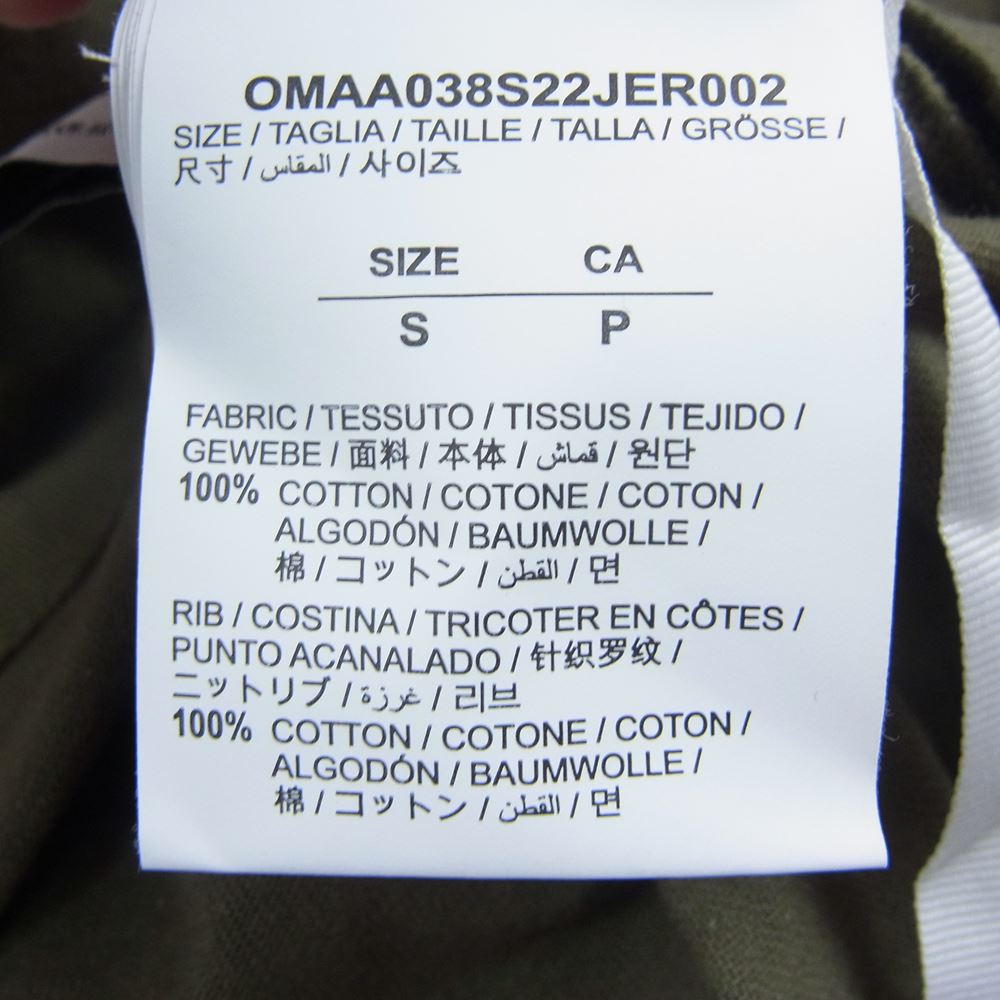 OMAA038S22JER002
SIZE / TAGLIA / TAILLE / TALLA / GRÖSSE /
尺寸 / المقاس / 사이즈
SIZE CA
S P
FABRIC / TESSUTO / TISSUS / TEJIDO /
GEWEBE / 面料 / 本体 / قماش / 원단
100% COTTON / COTONE / COTON /
ALGODÓN / BAUMWOLLE /
棉 / コットン / القطن / 면
RIB / COSTINA / TRICOTER EN CÔTES /
PUNTO ACANALADO / 针织罗纹 /
ニットリブ / غرزة / 리브
100% COTTON / COTONE / COTON /
ALGODÓN / BAUMWOLLE /
棉 / コットン / القطن / 면